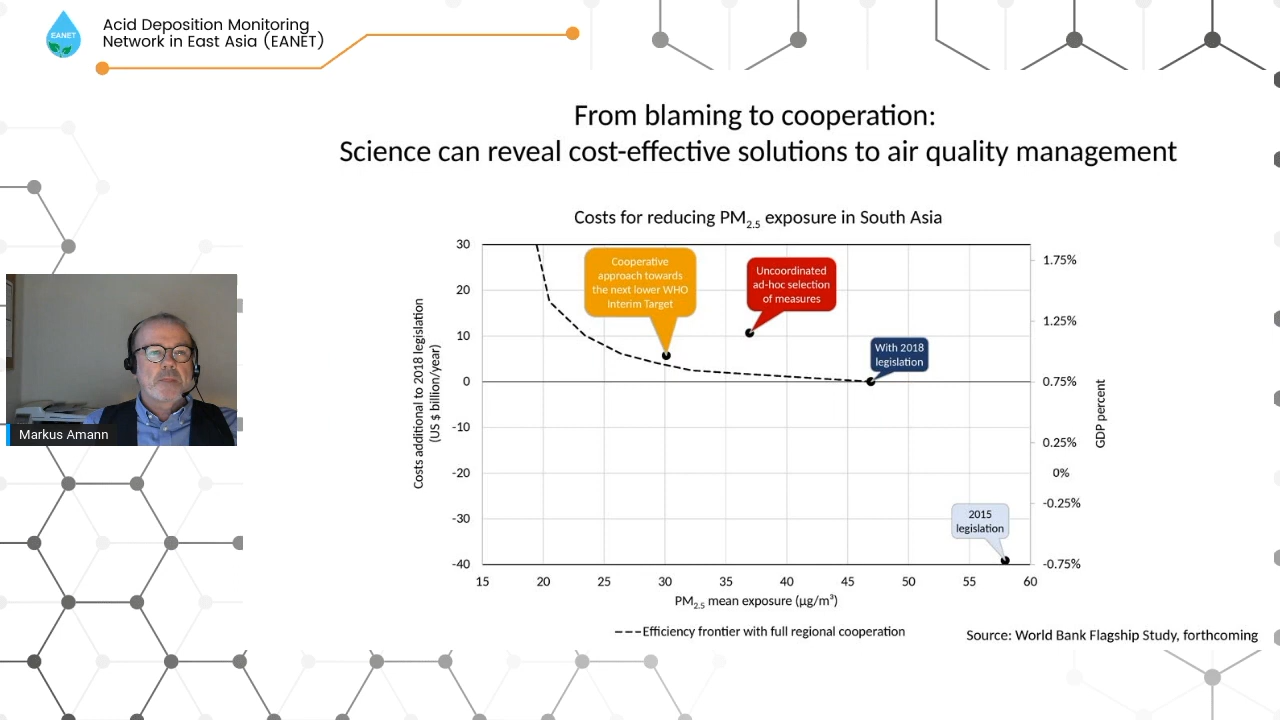 EANET
Acid Deposition Monitoring
Network in East Asia (EANET)
From blaming to cooperation:
Science can reveal cost-effective solutions to air quality management
Costs for reducing PM2.5 exposure in South Asia
30
20
10
0
-10
-20
-30
-40
Costs additional to 2018 legislation
(US $ billion/year)
Cooperative
approach towards
the next lower WHO
Interim Target
Uncoordinated
ad-hoc selection
of measures
With 2018
legislation
2015
legislation
1.75%
1.25%
0.75%
0.25%
0%
-0.25%
-0.75%
GDP percent
15 20 25 30 35 40 45 50 55 60
PM2.5 mean exposure (µg/m³)
Efficiency frontier with full regional cooperation
Source: World Bank Flagship Study, forthcoming
Markus Amann